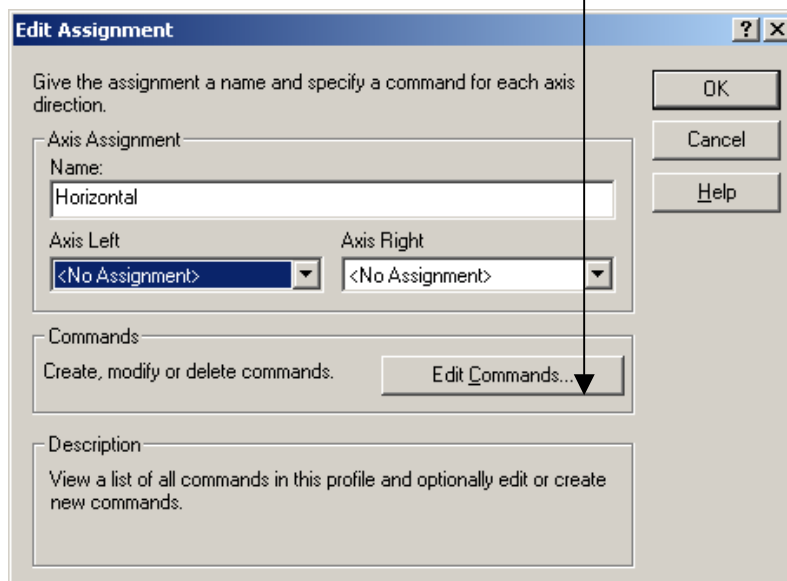 Edit Assignment
Give the assignment a name and specify a command for each axis
direction.
OK
Cancel
Help
Axis Assignment
Name:
Horizontal
Axis Left Axis Right
<No Assignment> <No Assignment>
Commands
Create, modify or delete commands. Edit Commands...
Description
View a list of all commands in this profile and optionally edit or create
new commands.